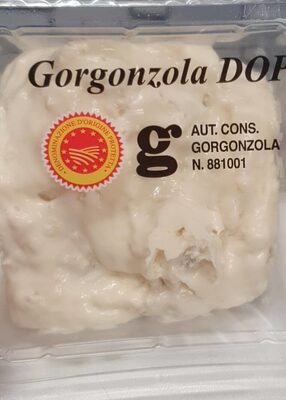 Gorgonzola DOP
DENOMINAZIONE D'ORIGINE PROTETTA
g
AUT. CONS.
GORGONZOLA
N. 881001